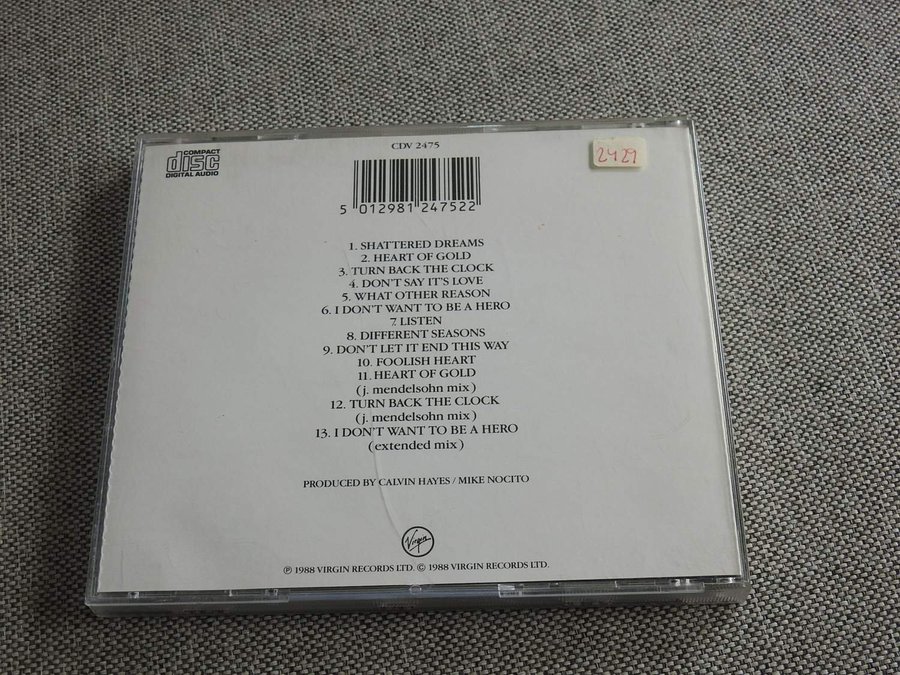 CDV 2475
COMPACT
disc
DIGITAL AUDIO
2429
5 012981 247522
1. SHATTERED DREAMS
2. HEART OF GOLD
3. TURN BACK THE CLOCK
4. DON'T SAY IT'S LOVE
5. WHAT OTHER REASON
6. I DON'T WANT TO BE A HERO
7. LISTEN
8. DIFFERENT SEASONS
9. DON'T LET IT END THIS WAY
10. FOOLISH HEART
11. HEART OF GOLD
(j. mendelsohn mix)
12. TURN BACK THE CLOCK
(j. mendelsohn mix)
13. I DON'T WANT TO BE A HERO
(extended mix)
PRODUCED BY CALVIN HAYES / MIKE NOCITO
Virgin
℗ 1988 VIRGIN RECORDS LTD. © 1988 VIRGIN RECORDS LTD.